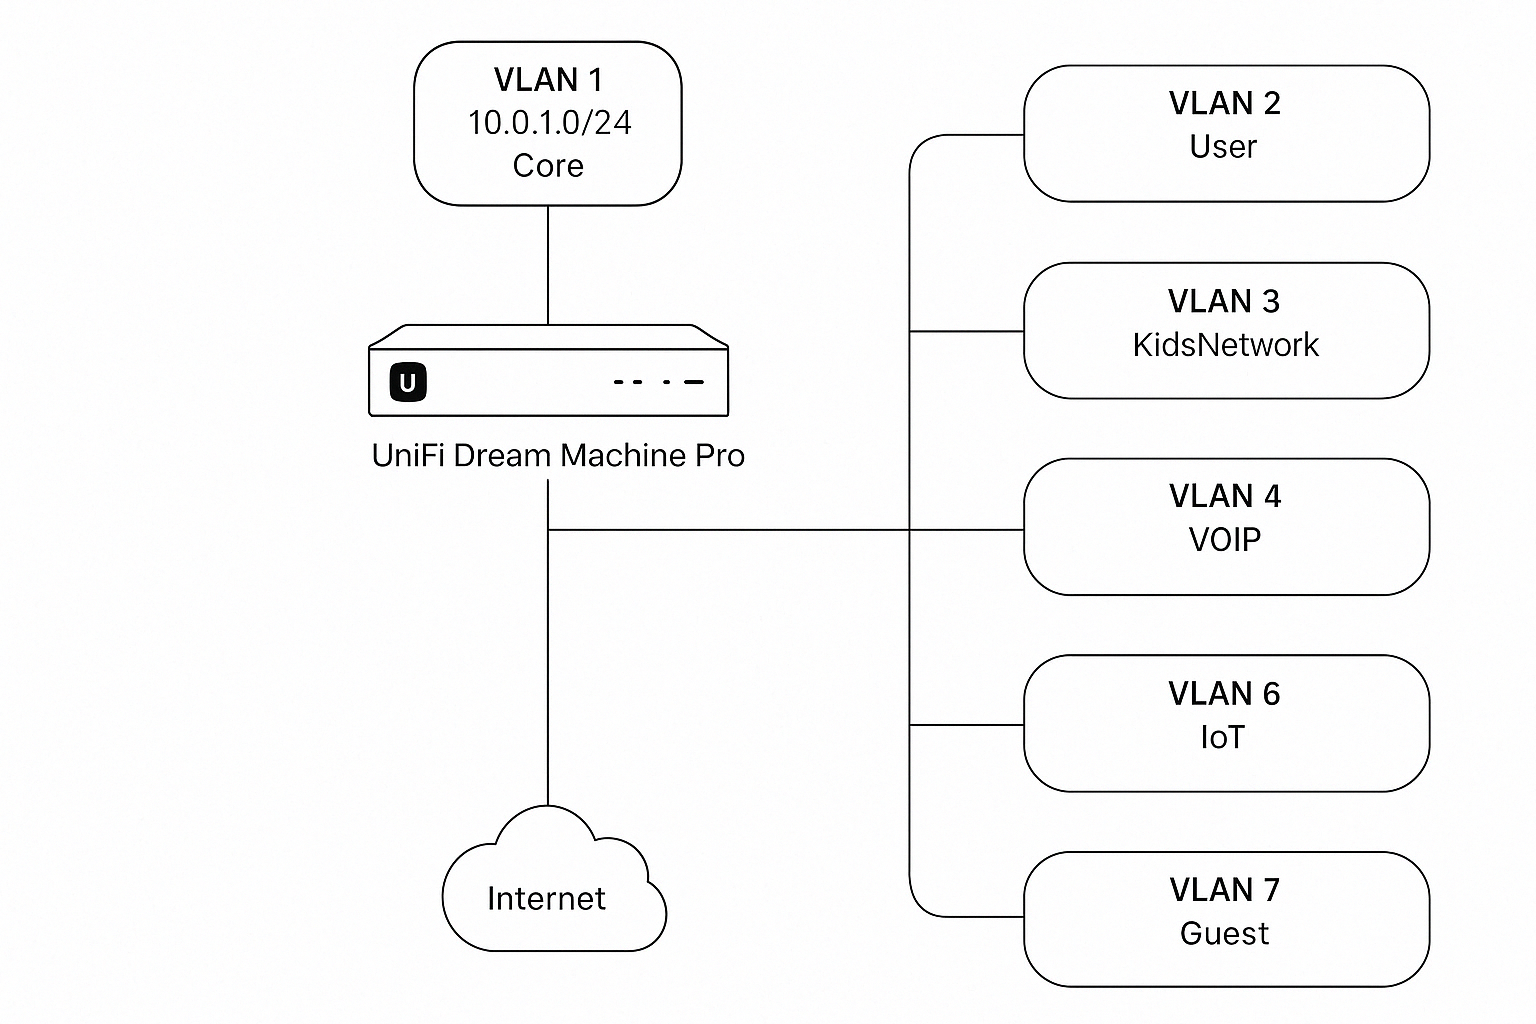 VLAN 1
10.0.1.0/24
Core
U
UniFi Dream Machine Pro
Internet
VLAN 2
User
VLAN 3
KidsNetwork
VLAN 4
VOIP
VLAN 6
IoT
VLAN 7
Guest